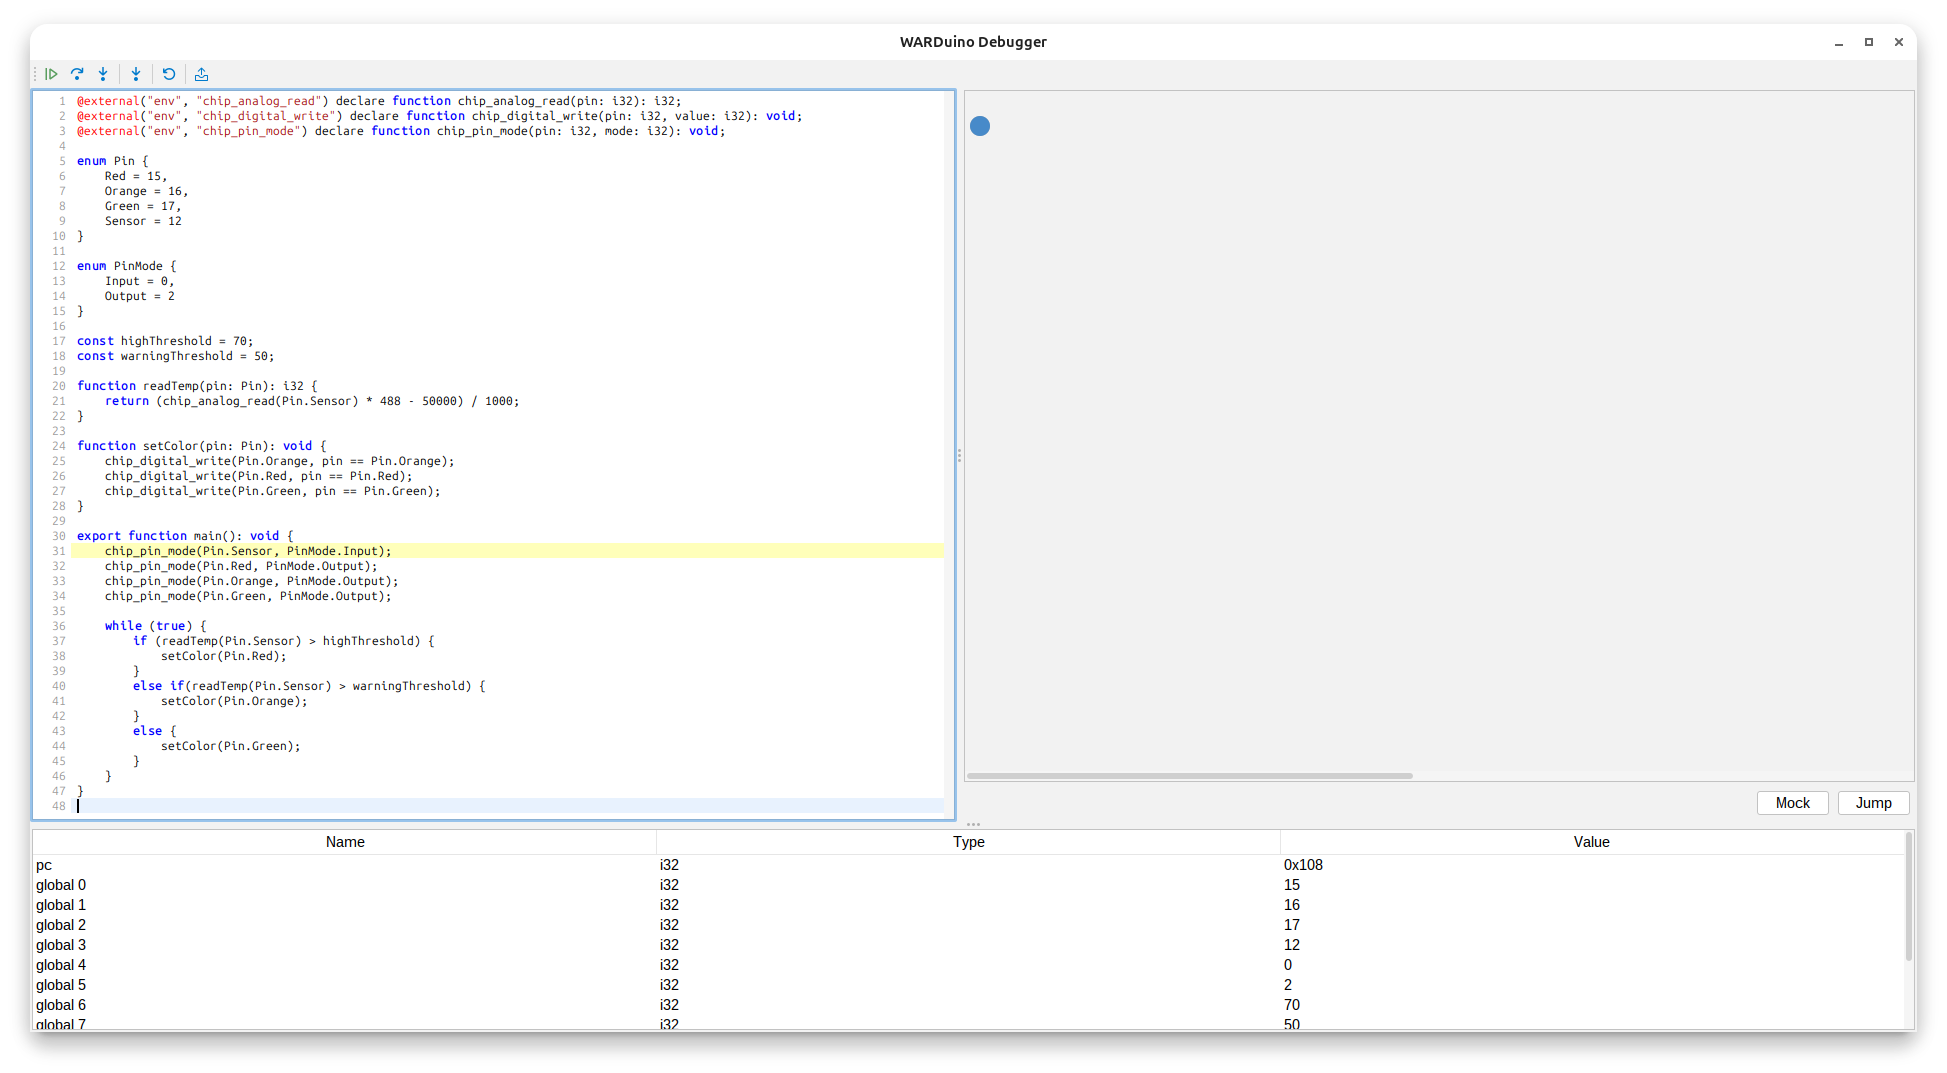 WARDuino Debugger
1 @external("env", "chip_analog_read") declare function chip_analog_read(pin: i32): i32;
2 @external("env", "chip_digital_write") declare function chip_digital_write(pin: i32, value: i32): void;
3 @external("env", "chip_pin_mode") declare function chip_pin_mode(pin: i32, mode: i32): void;
4
5 enum Pin {
6     Red = 15,
7     Orange = 16,
8     Green = 17,
9     Sensor = 12
10 }
11
12 enum PinMode {
13     Input = 0,
14     Output = 2
15 }
16
17 const highThreshold = 70;
18 const warningThreshold = 50;
19
20 function readTemp(pin: Pin): i32 {
21     return (chip_analog_read(Pin.Sensor) * 488 - 50000) / 1000;
22 }
23
24 function setColor(pin: Pin): void {
25     chip_digital_write(Pin.Orange, pin == Pin.Orange);
26     chip_digital_write(Pin.Red, pin == Pin.Red);
27     chip_digital_write(Pin.Green, pin == Pin.Green);
28 }
29
30 export function main(): void {
31     chip_pin_mode(Pin.Sensor, PinMode.Input);
32     chip_pin_mode(Pin.Red, PinMode.Output);
33     chip_pin_mode(Pin.Orange, PinMode.Output);
34     chip_pin_mode(Pin.Green, PinMode.Output);
35
36     while (true) {
37         if (readTemp(Pin.Sensor) > highThreshold) {
38             setColor(Pin.Red);
39         }
40         else if(readTemp(Pin.Sensor) > warningThreshold) {
41             setColor(Pin.Orange);
42         }
43         else {
44             setColor(Pin.Green);
45         }
46     }
47 }
48
Mock Jump
Name Type Value
pc i32 0x108
global 0 i32 15
global 1 i32 16
global 2 i32 17
global 3 i32 12
global 4 i32 0
global 5 i32 2
global 6 i32 70
global 7 i32 50